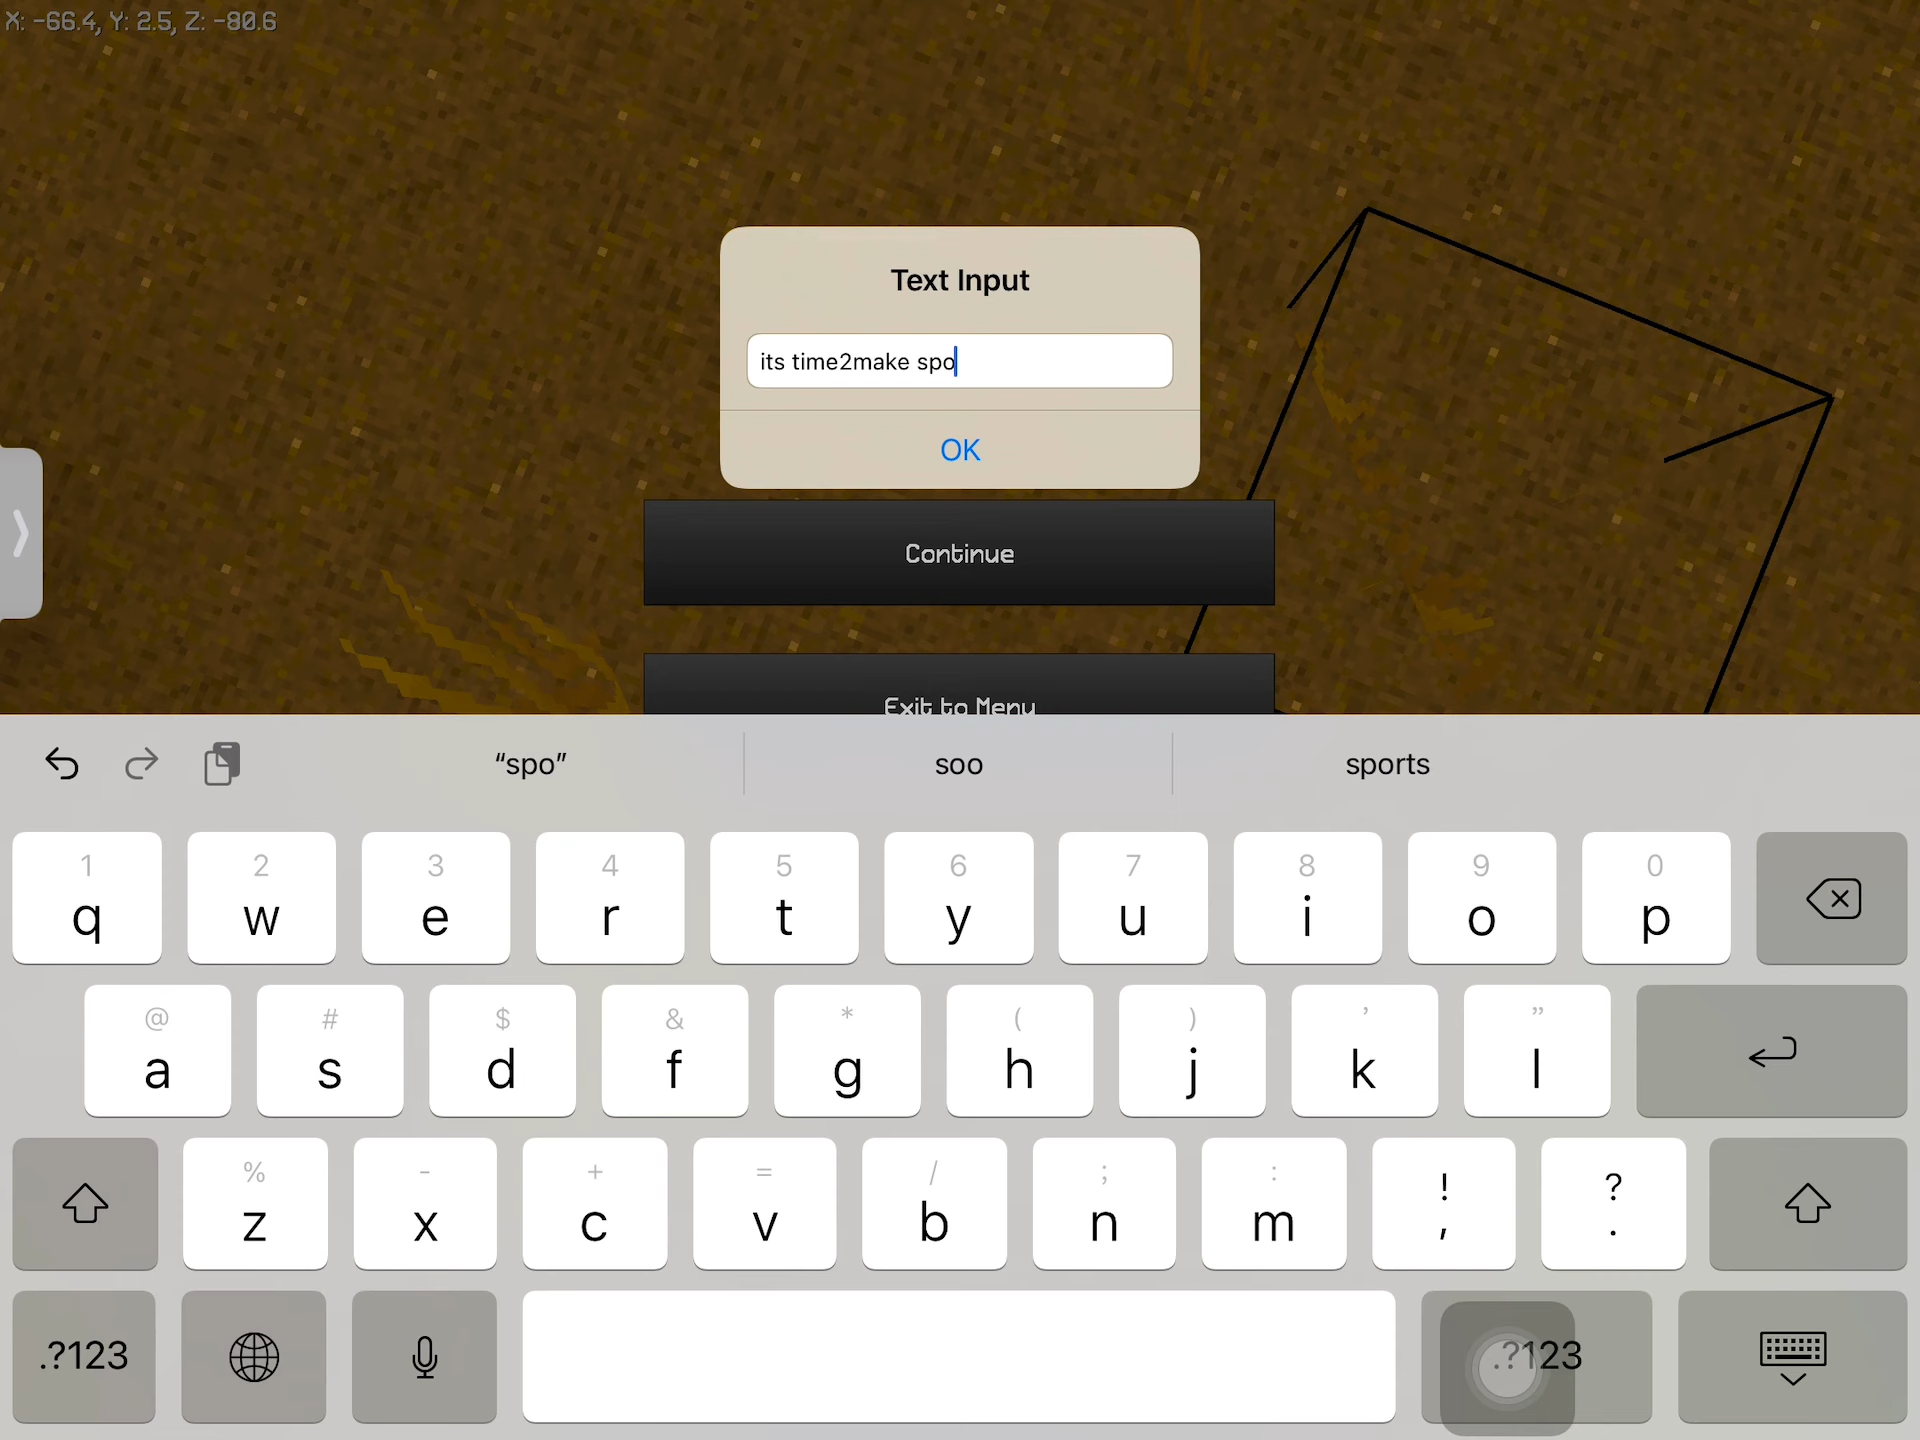 X: -66.4, Y: 2.5, Z: -80.6
Text Input
its time2make spo
OK
Continue
Exit to Menu
“spo” soo sports
1 2 3 4 5 6 7 8 9 0
q w e r t y u i o p
@ # $ & * ( ) ’ ”
a s d f g h j k l
% - + = / ; : ! ?
z x c v b n m , .
.?123 .?123